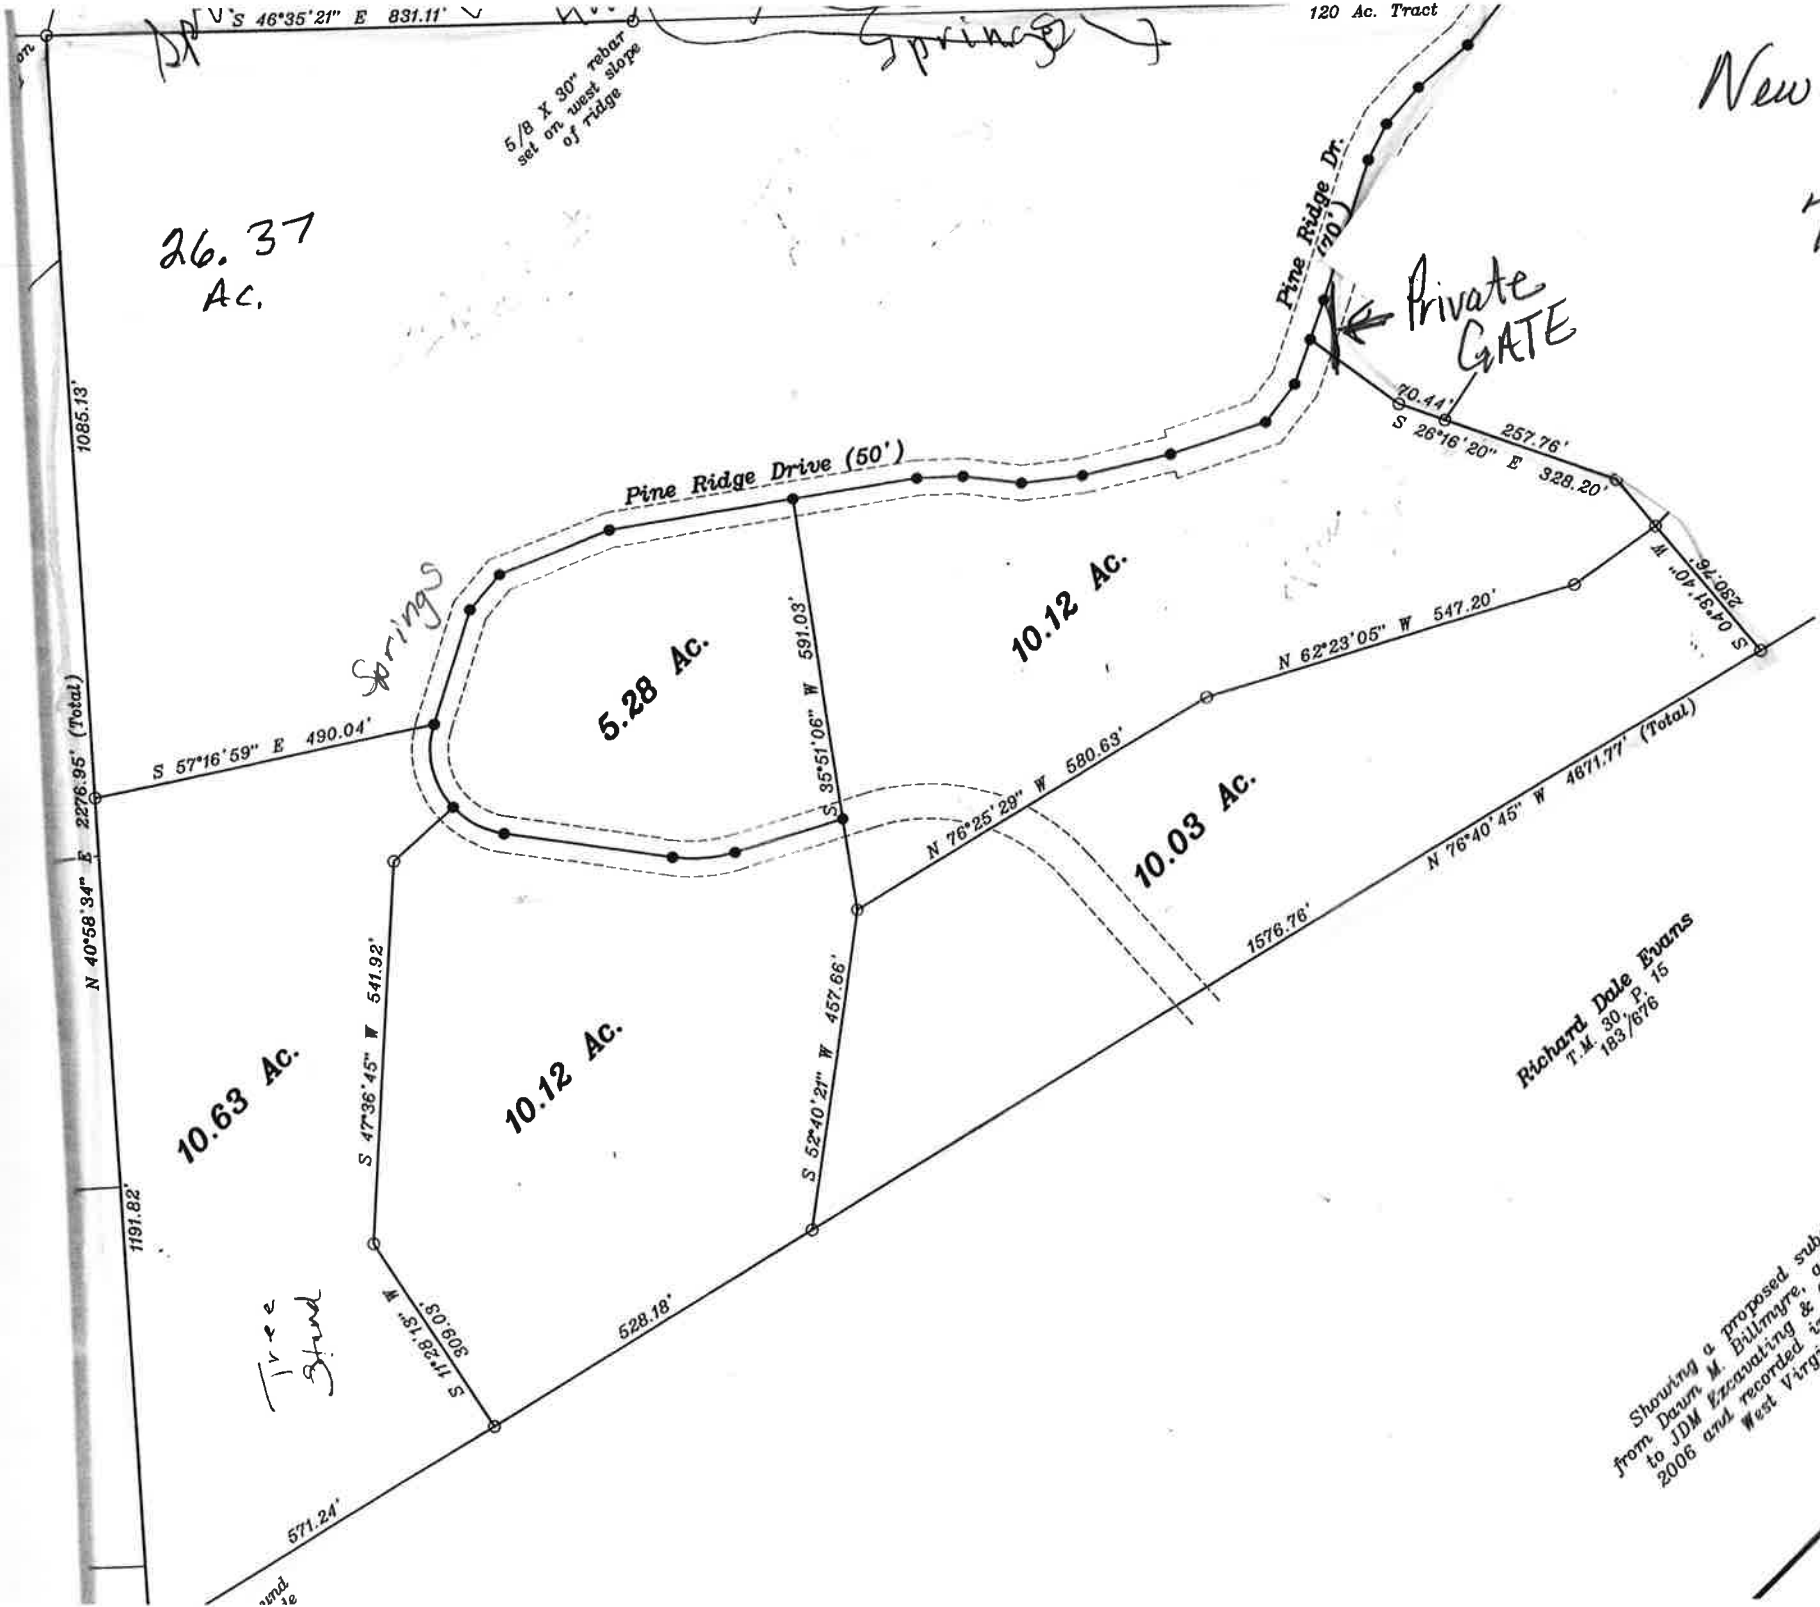 S 46°35'21" E 831.11'
Springs
120 Ac. Tract
New
on
5/8 X 30" rebar
set on west slope
of ridge
26.37
AC.
Pine Ridge Dr.
(70')
Private
GATE
1085.13'
70.44'
257.76'
S 26°16'20" E 328.20'
Pine Ridge Drive (50')
Springs
5.28 Ac.
591.03'
S 35°51'06" W
10.12 Ac.
N 62°23'05" W 547.20'
S 04°31'40" W
230.76'
S 57°16'59" E 490.04'
N 40°58'34" E 2276.95' (Total)
N 76°25'29" W 580.63'
10.03 Ac.
N 76°40'45" W 4671.77' (Total)
1576.76'
Richard Dale Evans
T.M. 30, P. 15
183/676
S 47°36'45" W 541.92'
S 52°40'21" W 457.66'
10.63 Ac.
10.12 Ac.
1191.82'
Tree
Stand
S 11°28'13" W
309.03'
528.18'
571.24'
Showing a proposed
from Dawn M. Billmyre,
to JDM Excavating &
2006 and recorded
West